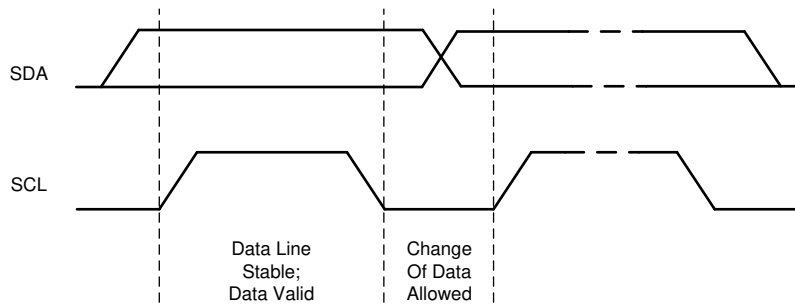 SDA
SCL
Data Line
Stable;
Data Valid
Change
Of Data
Allowed